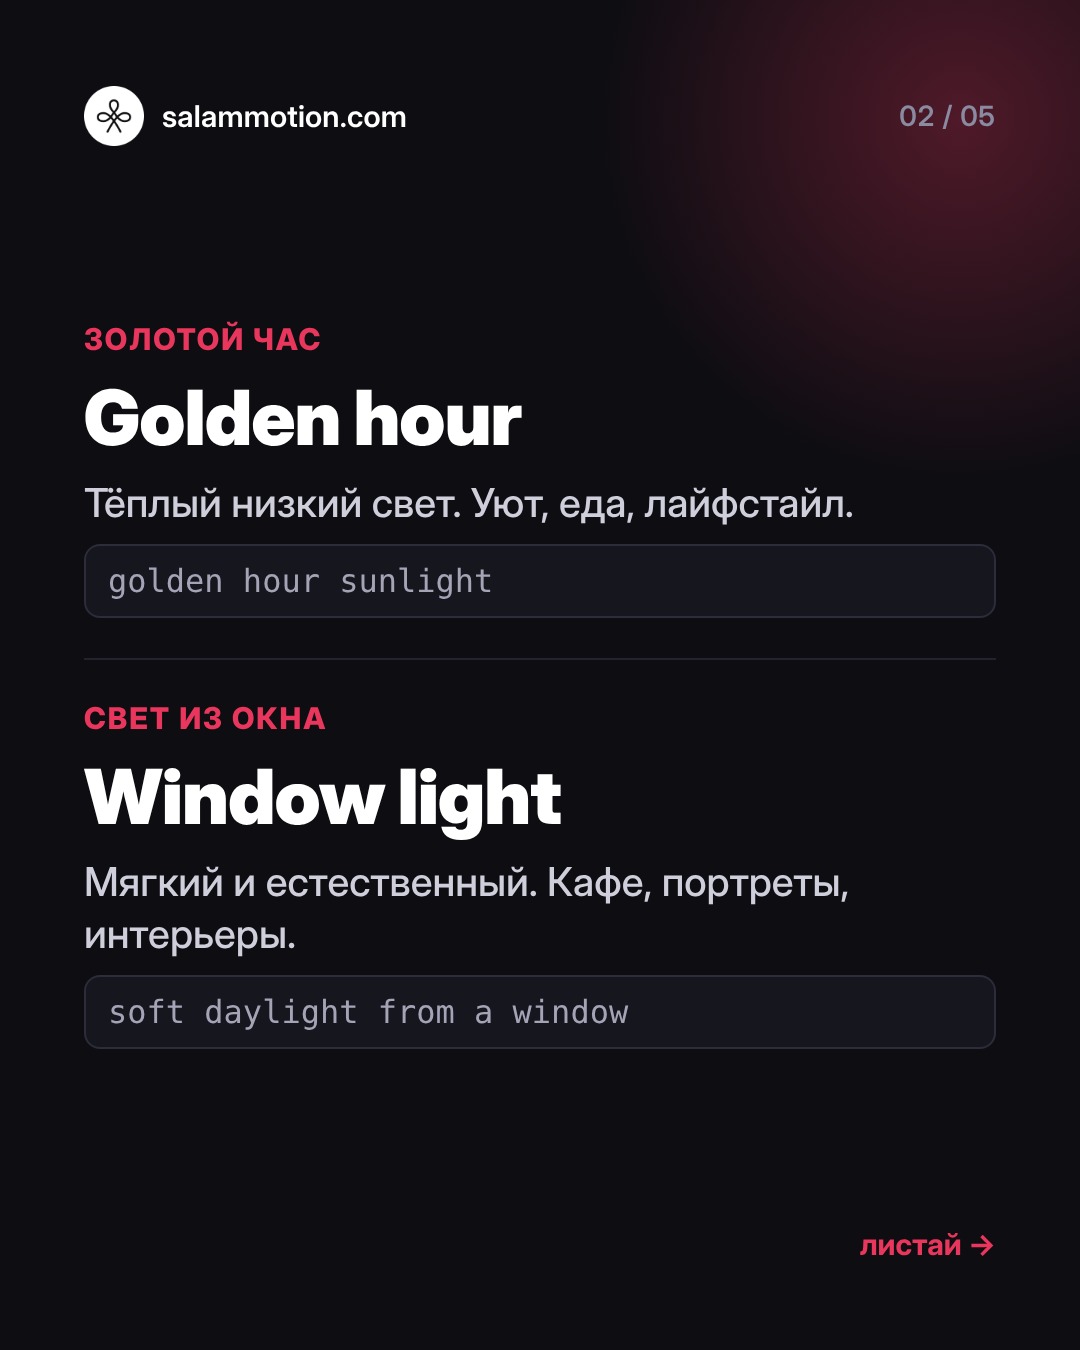 salammotion.com
02 / 05
ЗОЛОТОЙ ЧАС
Golden hour
Тёплый низкий свет. Уют, еда, лайфстайл.
golden hour sunlight
СВЕТ ИЗ ОКНА
Window light
Мягкий и естественный. Кафе, портреты,
интерьеры.
soft daylight from a window
листай →